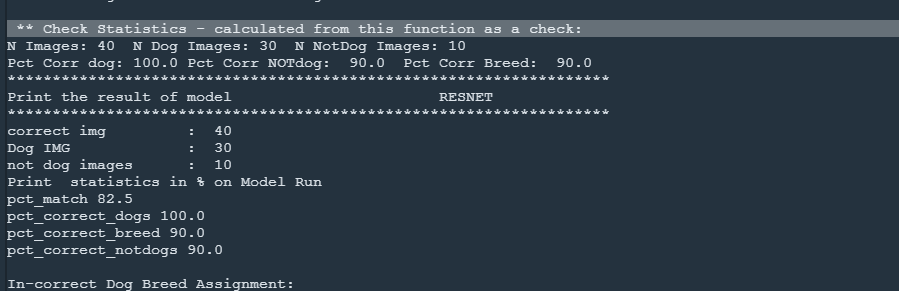 ** Check Statistics - calculated from this function as a check:
N Images: 40  N Dog Images: 30  N NotDog Images: 10
Pct Corr dog: 100.0 Pct Corr NOTdog:  90.0  Pct Corr Breed:  90.0
*******************************************************************
Print the result of model                       RESNET
*******************************************************************
correct img         :  40
Dog IMG             :  30
not dog images      :  10
Print  statistics in % on Model Run
pct_match 82.5
pct_correct_dogs 100.0
pct_correct_breed 90.0
pct_correct_notdogs 90.0
In-correct Dog Breed Assignment: